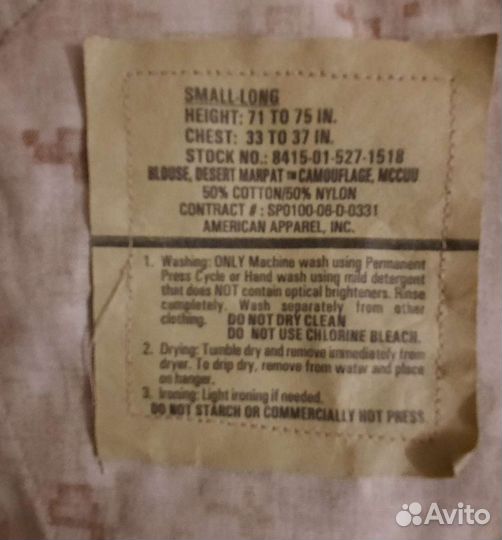 SMALL-LONG
HEIGHT: 71 TO 75 IN.
CHEST: 33 TO 37 IN.
STOCK NO.: 8415-01-527-1518
BLOUSE, DESERT MARPAT ™ CAMOUFLAGE, MCCUU
50% COTTON/50% NYLON
CONTRACT #: SP0100-06-D-0331
AMERICAN APPAREL, INC.
1. Washing: ONLY Machine wash using Permanent
Press Cycle or Hand wash using mild detergent
that does NOT contain optical brighteners. Rinse
completely. Wash separately from other
clothing. DO NOT DRY CLEAN
DO NOT USE CHLORINE BLEACH.
2. Drying: Tumble dry and remove immediately from
dryer. To drip dry, remove from water and place
on hanger.
3. Ironing: Light ironing if needed.
DO NOT STARCH OR COMMERCIALLY HOT PRESS
Avito